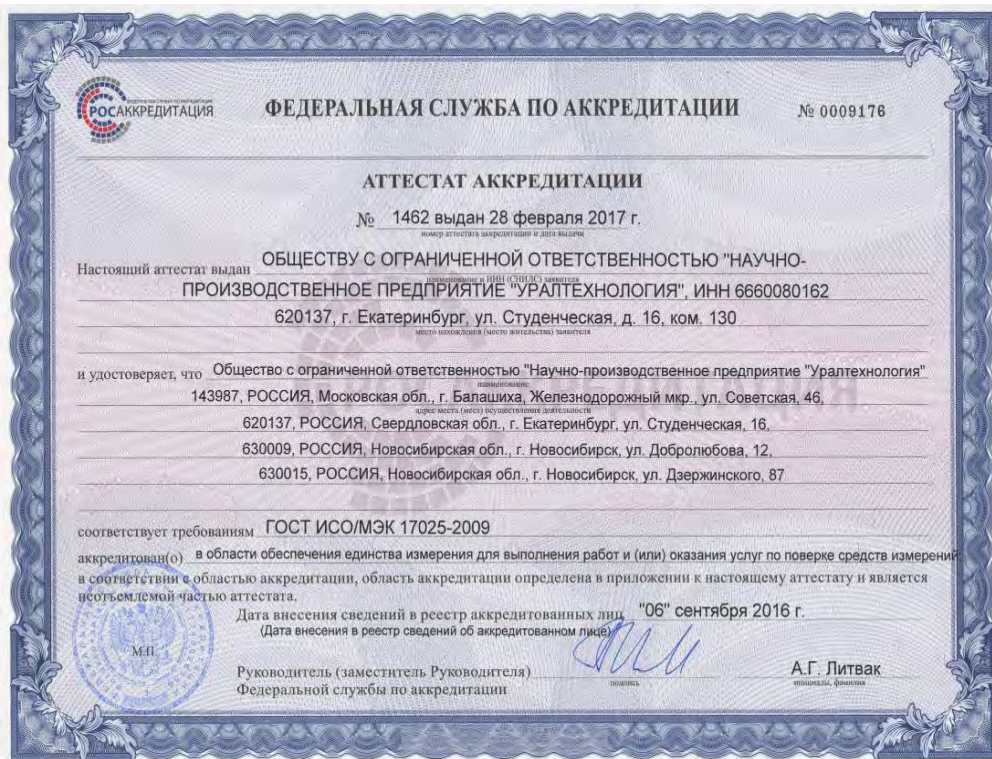 РОСАККРЕДИТАЦИЯ
ФЕДЕРАЛЬНАЯ СЛУЖБА ПО АККРЕДИТАЦИИ
№ 0009176
АТТЕСТАТ АККРЕДИТАЦИИ
№ 1462 выдан 28 февраля 2017 г.
номер аттестата аккредитации и дата выдачи
Настоящий аттестат выдан ОБЩЕСТВУ С ОГРАНИЧЕННОЙ ОТВЕТСТВЕННОСТЬЮ "НАУЧНО-
наименование и ИНН (СНИЛС) заявителя
ПРОИЗВОДСТВЕННОЕ ПРЕДПРИЯТИЕ "УРАЛТЕХНОЛОГИЯ", ИНН 6660080162
620137, г. Екатеринбург, ул. Студенческая, д. 16, ком. 130
место нахождения (место жительства) заявителя
и удостоверяет, что Общество с ограниченной ответственностью "Научно-производственное предприятие "Уралтехнология"
наименование
143987, РОССИЯ, Московская обл., г. Балашиха, Железнодорожный мкр., ул. Советская, 46,
адрес места (мест) осуществления деятельности
620137, РОССИЯ, Свердловская обл., г. Екатеринбург, ул. Студенческая, 16,
630009, РОССИЯ, Новосибирская обл., г. Новосибирск, ул. Добролюбова, 12,
630015, РОССИЯ, Новосибирская обл., г. Новосибирск, ул. Дзержинского, 87
соответствует требованиям ГОСТ ИСО/МЭК 17025-2009
аккредитован(о) в области обеспечения единства измерения для выполнения работ и (или) оказания услуг по поверке средств измерений
в соответствии с областью аккредитации, область аккредитации определена в приложении к настоящему аттестату и является
неотъемлемой частью аттестата.
Дата внесения сведений в реестр аккредитованных лиц "06" сентября 2016 г.
(Дата внесения в реестр сведений об аккредитованном лице)
М.П.
Руководитель (заместитель Руководителя)
Федеральной службы по аккредитации
подпись
А.Г. Литвак
инициалы, фамилия